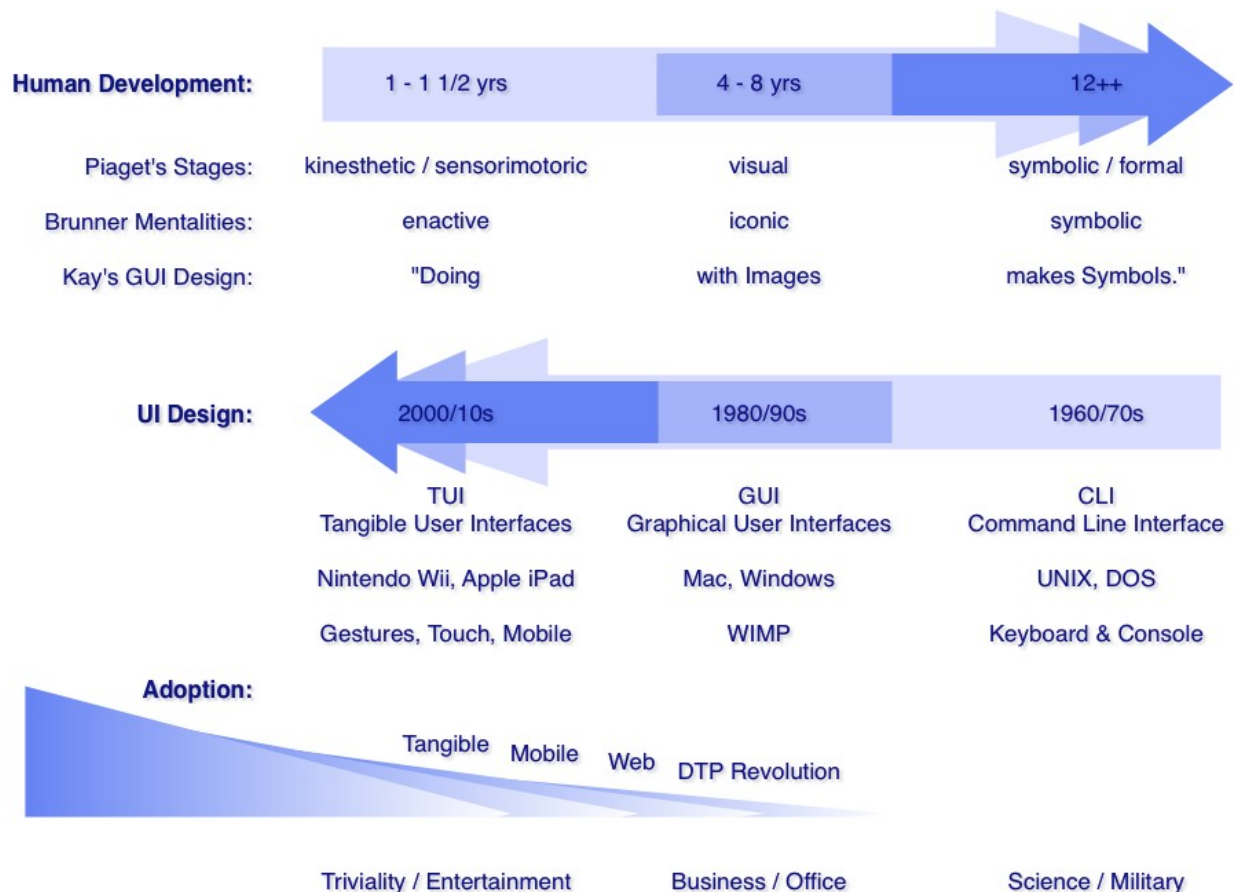 Human Development: 1 - 1 1/2 yrs 4 - 8 yrs 12++
Piaget's Stages: kinesthetic / sensorimotoric visual symbolic / formal
Brunner Mentalities: enactive iconic symbolic
Kay's GUI Design: "Doing with Images makes Symbols."
UI Design: 2000/10s 1980/90s 1960/70s
TUI GUI CLI
Tangible User Interfaces Graphical User Interfaces Command Line Interface
Nintendo Wii, Apple iPad Mac, Windows UNIX, DOS
Gestures, Touch, Mobile WIMP Keyboard & Console
Adoption:
Tangible Mobile Web DTP Revolution
Triviality / Entertainment Business / Office Science / Military